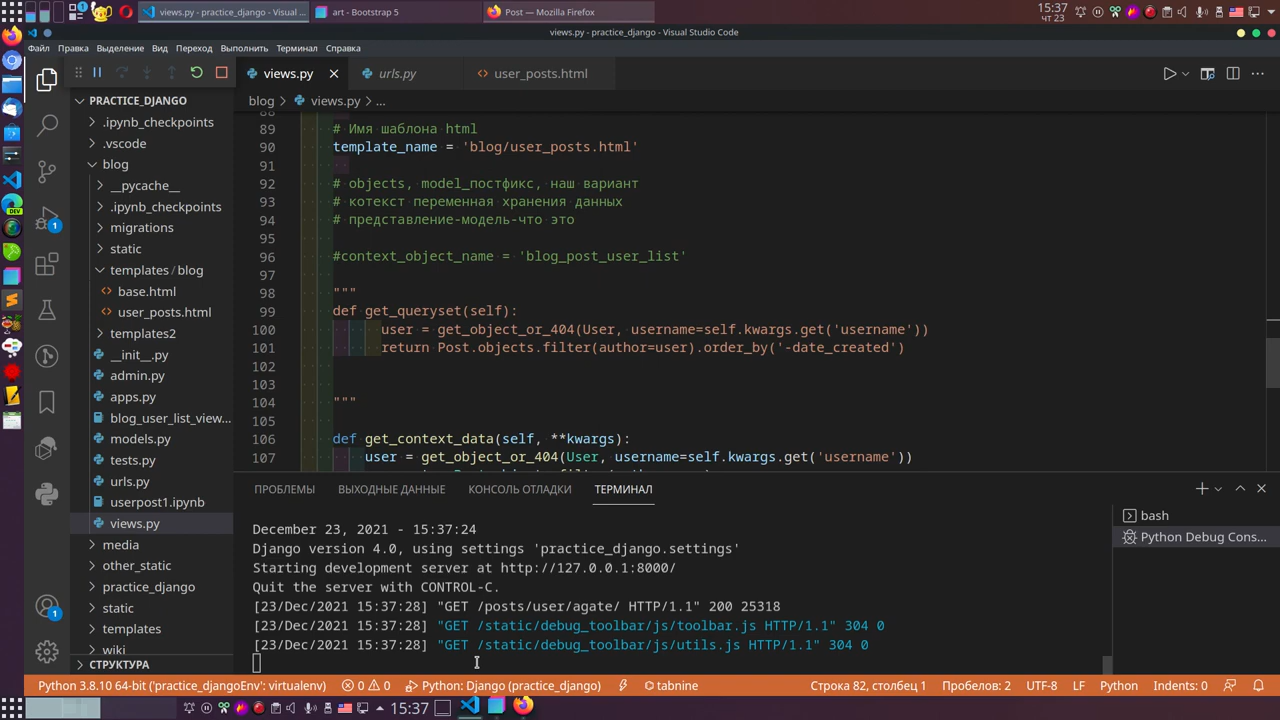 views.py - practice_django - Visual ...
art - Bootstrap 5
Post — Mozilla Firefox
15:37
чт 23
views.py - practice_django - Visual Studio Code
Файл Правка Выделение Вид Переход Выполнить Терминал Справка
views.py
urls.py
user_posts.html
PRACTICE_DJANGO
blog > views.py > ...
.ipynb_checkpoints
.vscode
blog
__pycache__
.ipynb_checkpoints
migrations
static
templates / blog
base.html
user_posts.html
templates2
__init__.py
admin.py
apps.py
blog_user_list_view...
models.py
tests.py
urls.py
userpost1.ipynb
views.py
media
other_static
practice_django
static
templates
wiki
СТРУКТУРА
88
89 # Имя шаблона html
90 template_name = 'blog/user_posts.html'
91
92 # objects, model_постфикс, наш вариант
93 # котекст переменная хранения данных
94 # представление-модель-что это
95
96 #context_object_name = 'blog_post_user_list'
97
98 """
99 def get_queryset(self):
100 user = get_object_or_404(User, username=self.kwargs.get('username'))
101 return Post.objects.filter(author=user).order_by('-date_created')
102
103
104 """
105
106 def get_context_data(self, **kwargs):
107 user = get_object_or_404(User, username=self.kwargs.get('username'))
ПРОБЛЕМЫ ВЫХОДНЫЕ ДАННЫЕ КОНСОЛЬ ОТЛАДКИ ТЕРМИНАЛ
December 23, 2021 - 15:37:24
Django version 4.0, using settings 'practice_django.settings'
Starting development server at http://127.0.0.1:8000/
Quit the server with CONTROL-C.
[23/Dec/2021 15:37:28] "GET /posts/user/agate/ HTTP/1.1" 200 25318
[23/Dec/2021 15:37:28] "GET /static/debug_toolbar/js/toolbar.js HTTP/1.1" 304 0
[23/Dec/2021 15:37:28] "GET /static/debug_toolbar/js/utils.js HTTP/1.1" 304 0
bash
Python Debug Cons...
Python 3.8.10 64-bit ('practice_djangoEnv': virtualenv) 0 0 Python: Django (practice_django) tabnine Строка 82, столбец 1 Пробелов: 2 UTF-8 LF Python Indents: 0
15:37